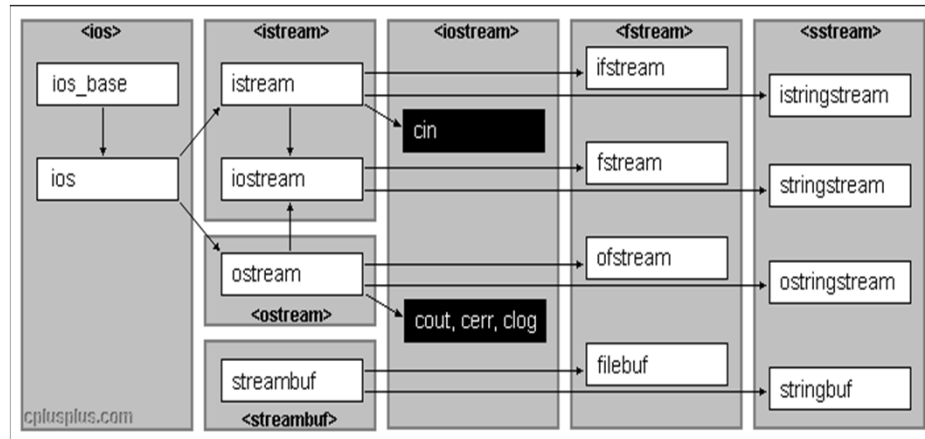 <ios>
<istream>
<iostream>
<fstream>
<sstream>
ios_base
istream
ifstream
istringstream
cin
ios
iostream
fstream
stringstream
ostream
ofstream
ostringstream
<ostream>
cout, cerr, clog
streambuf
filebuf
stringbuf
cplusplus.com
<streambuf>